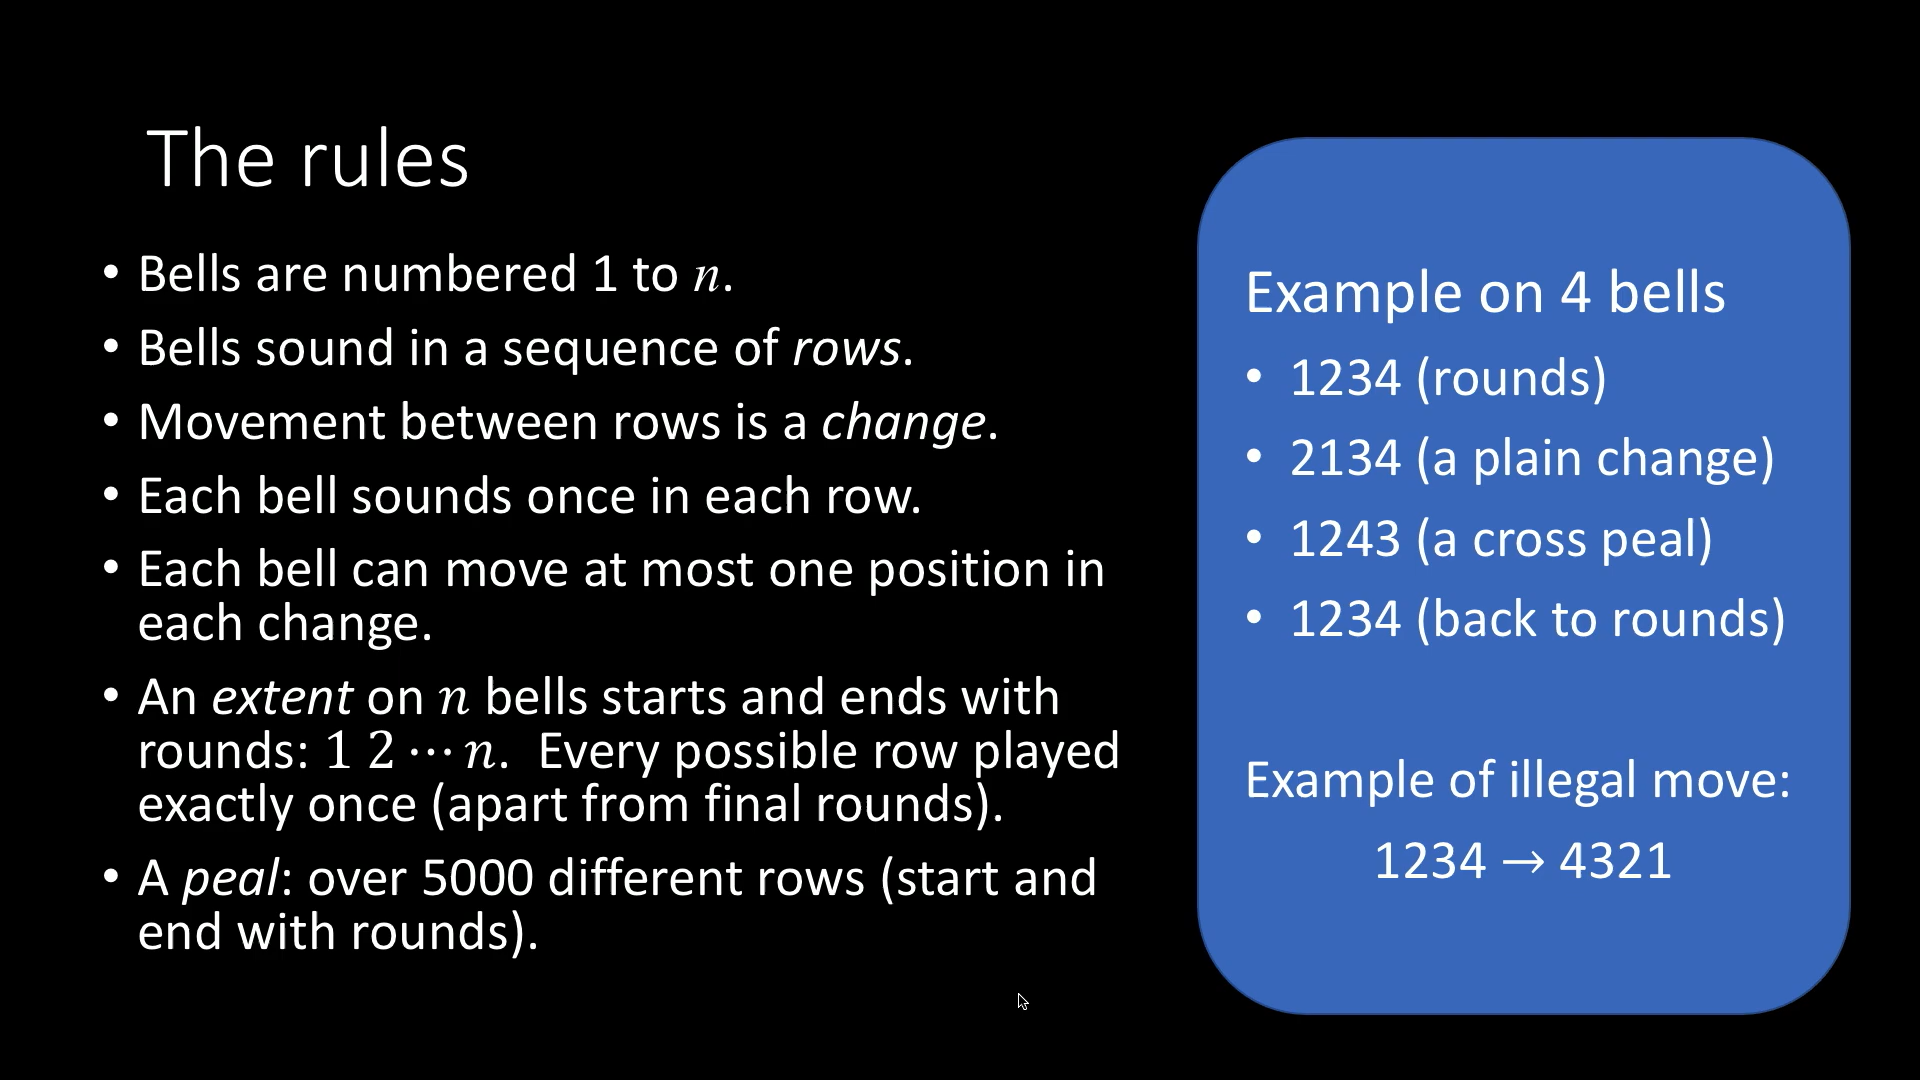 The rules
• Bells are numbered 1 to n.
• Bells sound in a sequence of rows.
• Movement between rows is a change.
• Each bell sounds once in each row.
• Each bell can move at most one position in
each change.
• An extent on n bells starts and ends with
rounds: 1 2 ⋯ n.  Every possible row played
exactly once (apart from final rounds).
• A peal: over 5000 different rows (start and
end with rounds).
Example on 4 bells
• 1234 (rounds)
• 2134 (a plain change)
• 1243 (a cross peal)
• 1234 (back to rounds)
Example of illegal move:
1234 → 4321